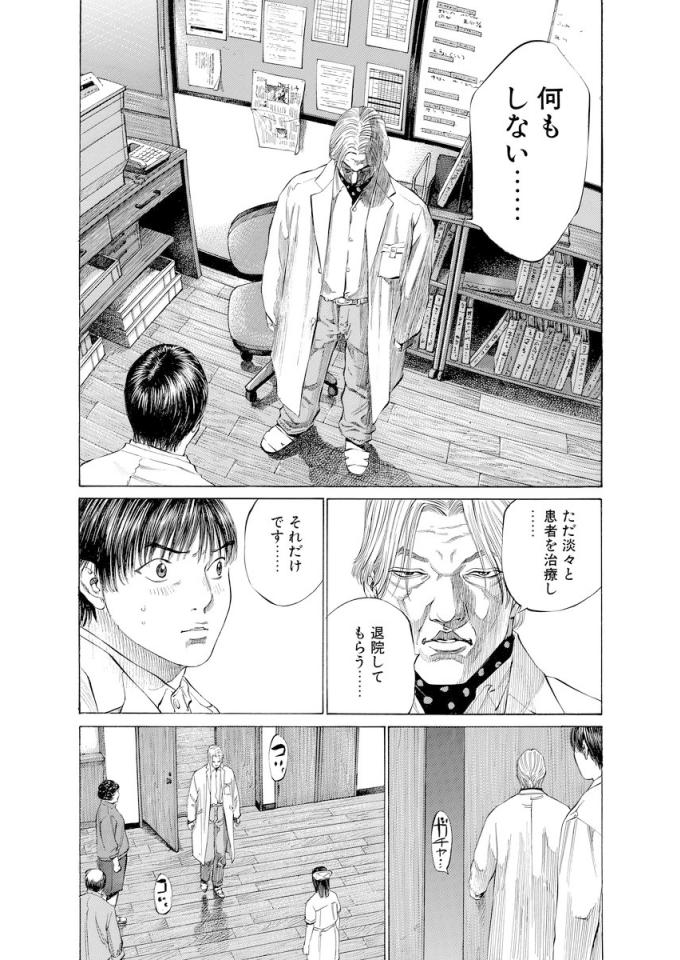 何も
しない……
ただ淡々と
患者を治療し
……
退院して
もらう……
それだけ
です……
ガチャ…
コッ
コッ